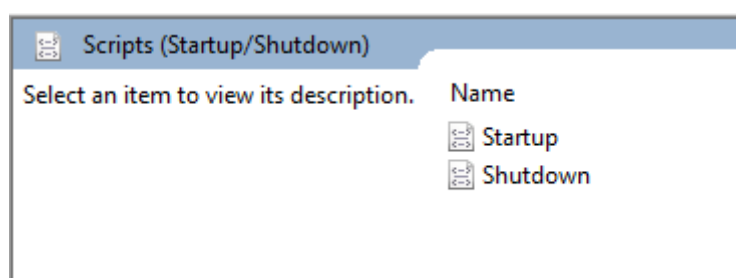 Scripts (Startup/Shutdown)
Select an item to view its description.
Name
Startup
Shutdown